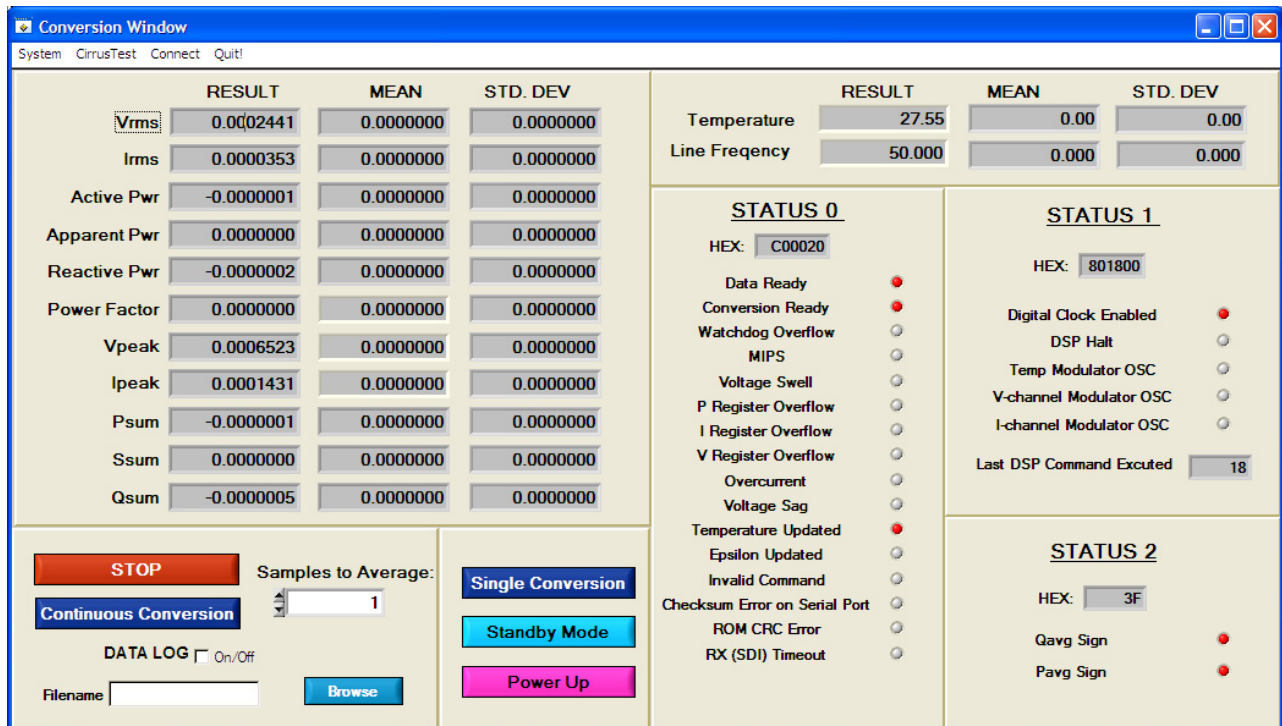 Conversion Window
System CirrusTest Connect Quit!
RESULT MEAN STD. DEV
Vrms 0.0002441 0.0000000 0.0000000
Irms 0.0000353 0.0000000 0.0000000
Active Pwr -0.0000001 0.0000000 0.0000000
Apparent Pwr 0.0000000 0.0000000 0.0000000
Reactive Pwr -0.0000002 0.0000000 0.0000000
Power Factor 0.0000000 0.0000000 0.0000000
Vpeak 0.0006523 0.0000000 0.0000000
Ipeak 0.0001431 0.0000000 0.0000000
Psum -0.0000001 0.0000000 0.0000000
Ssum 0.0000000 0.0000000 0.0000000
Qsum -0.0000005 0.0000000 0.0000000
STOP
Continuous Conversion
Samples to Average:
1
DATA LOG On/Off
Filename
Browse
Single Conversion
Standby Mode
Power Up
RESULT MEAN STD. DEV
Temperature 27.55 0.00 0.00
Line Freqency 50.000 0.000 0.000
STATUS 0
HEX: C00020
Data Ready
Conversion Ready
Watchdog Overflow
MIPS
Voltage Swell
P Register Overflow
I Register Overflow
V Register Overflow
Overcurrent
Voltage Sag
Temperature Updated
Epsilon Updated
Invalid Command
Checksum Error on Serial Port
ROM CRC Error
RX (SDI) Timeout
STATUS 1
HEX: 801800
Digital Clock Enabled
DSP Halt
Temp Modulator OSC
V-channel Modulator OSC
I-channel Modulator OSC
Last DSP Command Excuted 18
STATUS 2
HEX: 3F
Qavg Sign
Pavg Sign